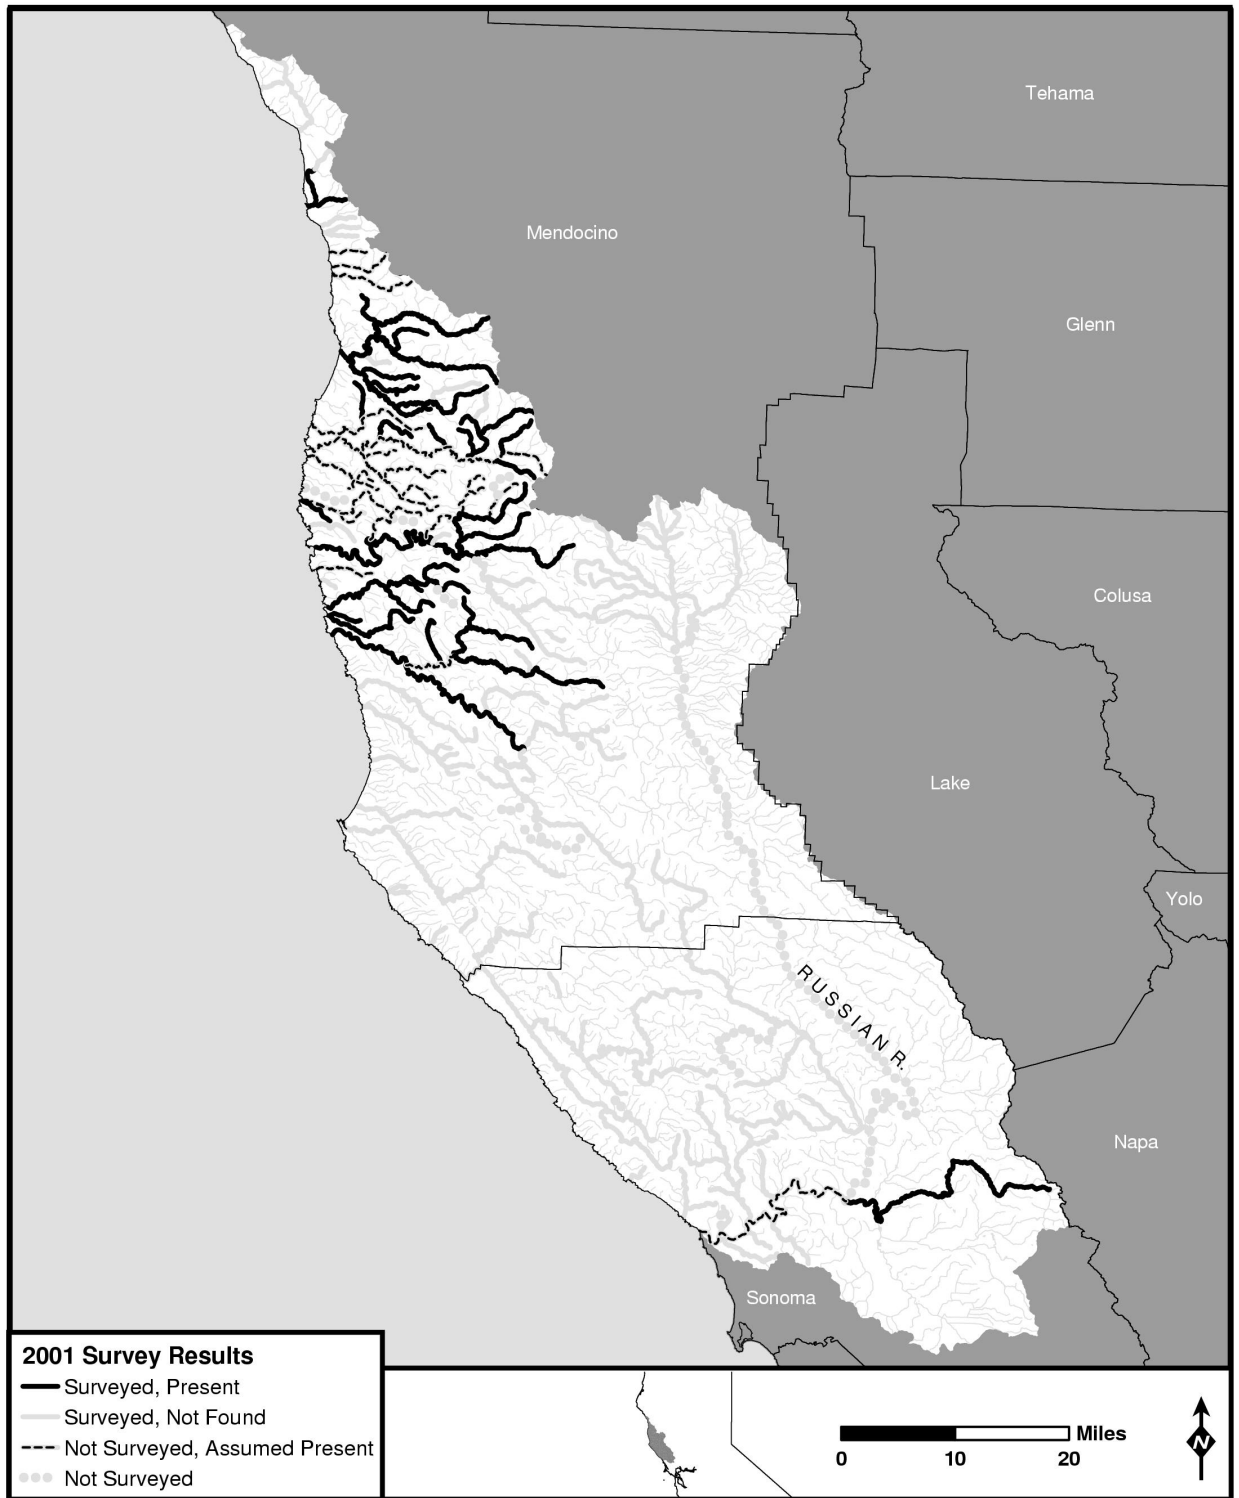 Tehama
Mendocino
Glenn
Colusa
Lake
Yolo
RUSSIAN R.
Napa
Sonoma
2001 Survey Results
Surveyed, Present
Surveyed, Not Found
Not Surveyed, Assumed Present
Not Surveyed
Miles
0 10 20
N